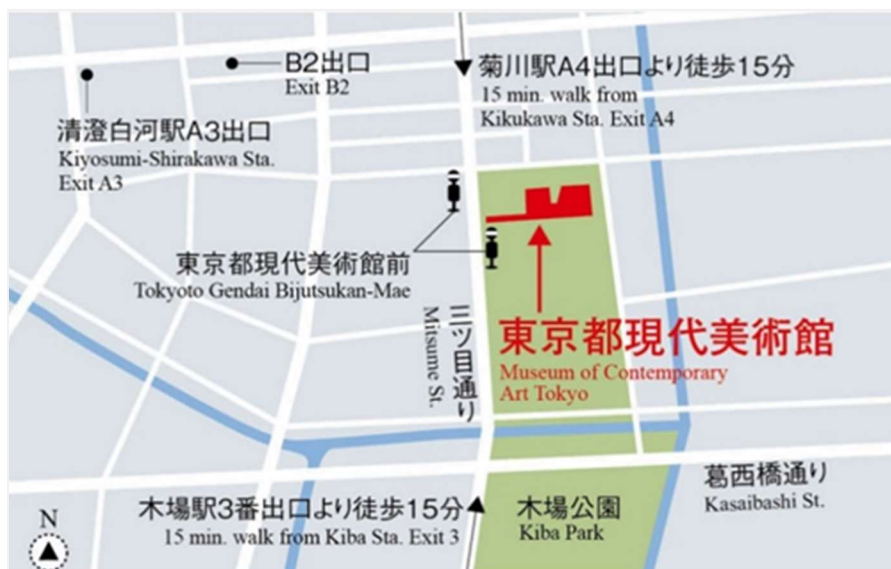 B2出口
Exit B2
菊川駅A4出口より徒歩15分
15 min. walk from
Kikukawa Sta. Exit A4
清澄白河駅A3出口
Kiyosumi-Shirakawa Sta.
Exit A3
東京都現代美術館前
Tokyoto Gendai Bijutsukan-Mae
三ツ目通り
Mitsume St.
東京都現代美術館
Museum of Contemporary
Art Tokyo
葛西橋通り
Kasaibashi St.
木場駅3番出口より徒歩15分
15 min. walk from Kiba Sta. Exit 3
木場公園
Kiba Park
N